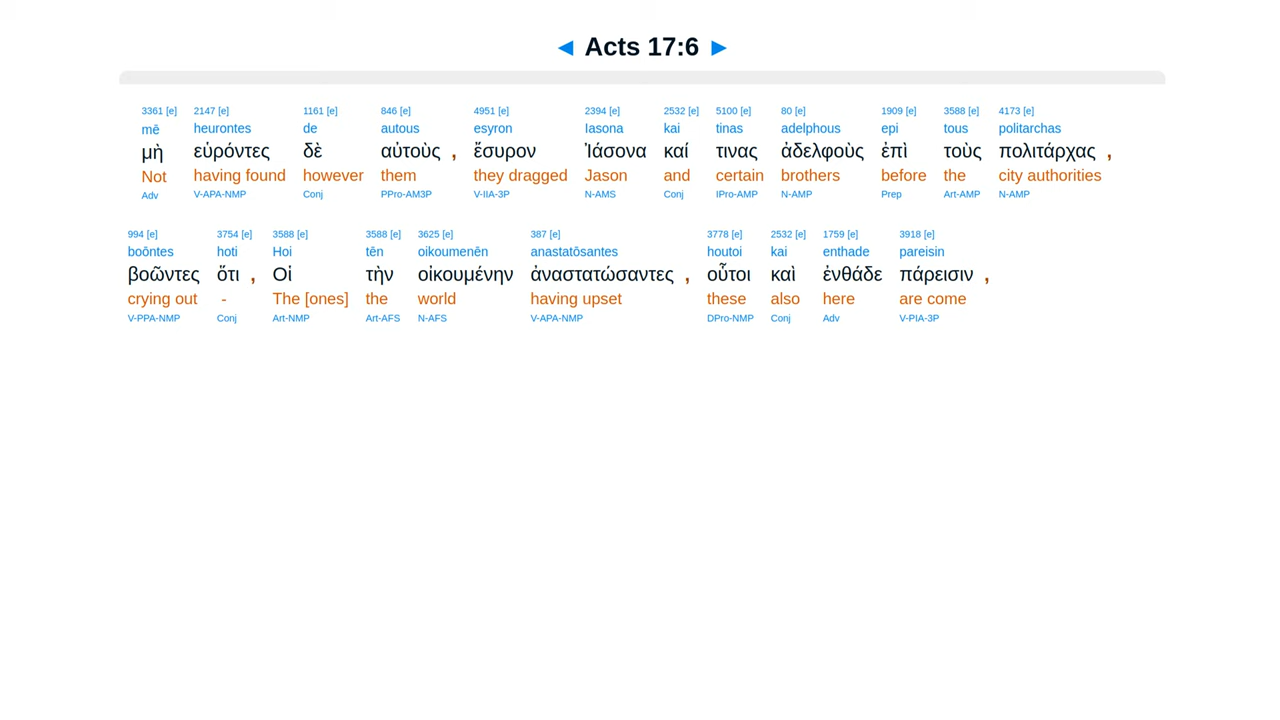 ◄ Acts 17:6 ►
3361 [e] 2147 [e] 1161 [e] 846 [e] 4951 [e] 2394 [e] 2532 [e] 5100 [e] 80 [e] 1909 [e] 3588 [e] 4173 [e]
mē heurontes de autous esyron Iasona kai tinas adelphous epi tous politarchas
μὴ εὑρόντες δὲ αὐτοὺς , ἔσυρον Ἰάσονα καί τινας ἀδελφοὺς ἐπὶ τοὺς πολιτάρχας ,
Not having found however them they dragged Jason and certain brothers before the city authorities
Adv V-APA-NMP Conj PPro-AM3P V-IIA-3P N-AMS Conj IPro-AMP N-AMP Prep Art-AMP N-AMP
994 [e] 3754 [e] 3588 [e] 3588 [e] 3625 [e] 387 [e] 3778 [e] 2532 [e] 1759 [e] 3918 [e]
boōntes hoti Hoi tēn oikoumenēn anastatōsantes houtoi kai enthade pareisin
βοῶντες ὅτι , Οἱ τὴν οἰκουμένην ἀναστατώσαντες , οὗτοι καὶ ἐνθάδε πάρεισιν ,
crying out - The [ones] the world having upset these also here are come
V-PPA-NMP Conj Art-NMP Art-AFS N-AFS V-APA-NMP DPro-NMP Conj Adv V-PIA-3P